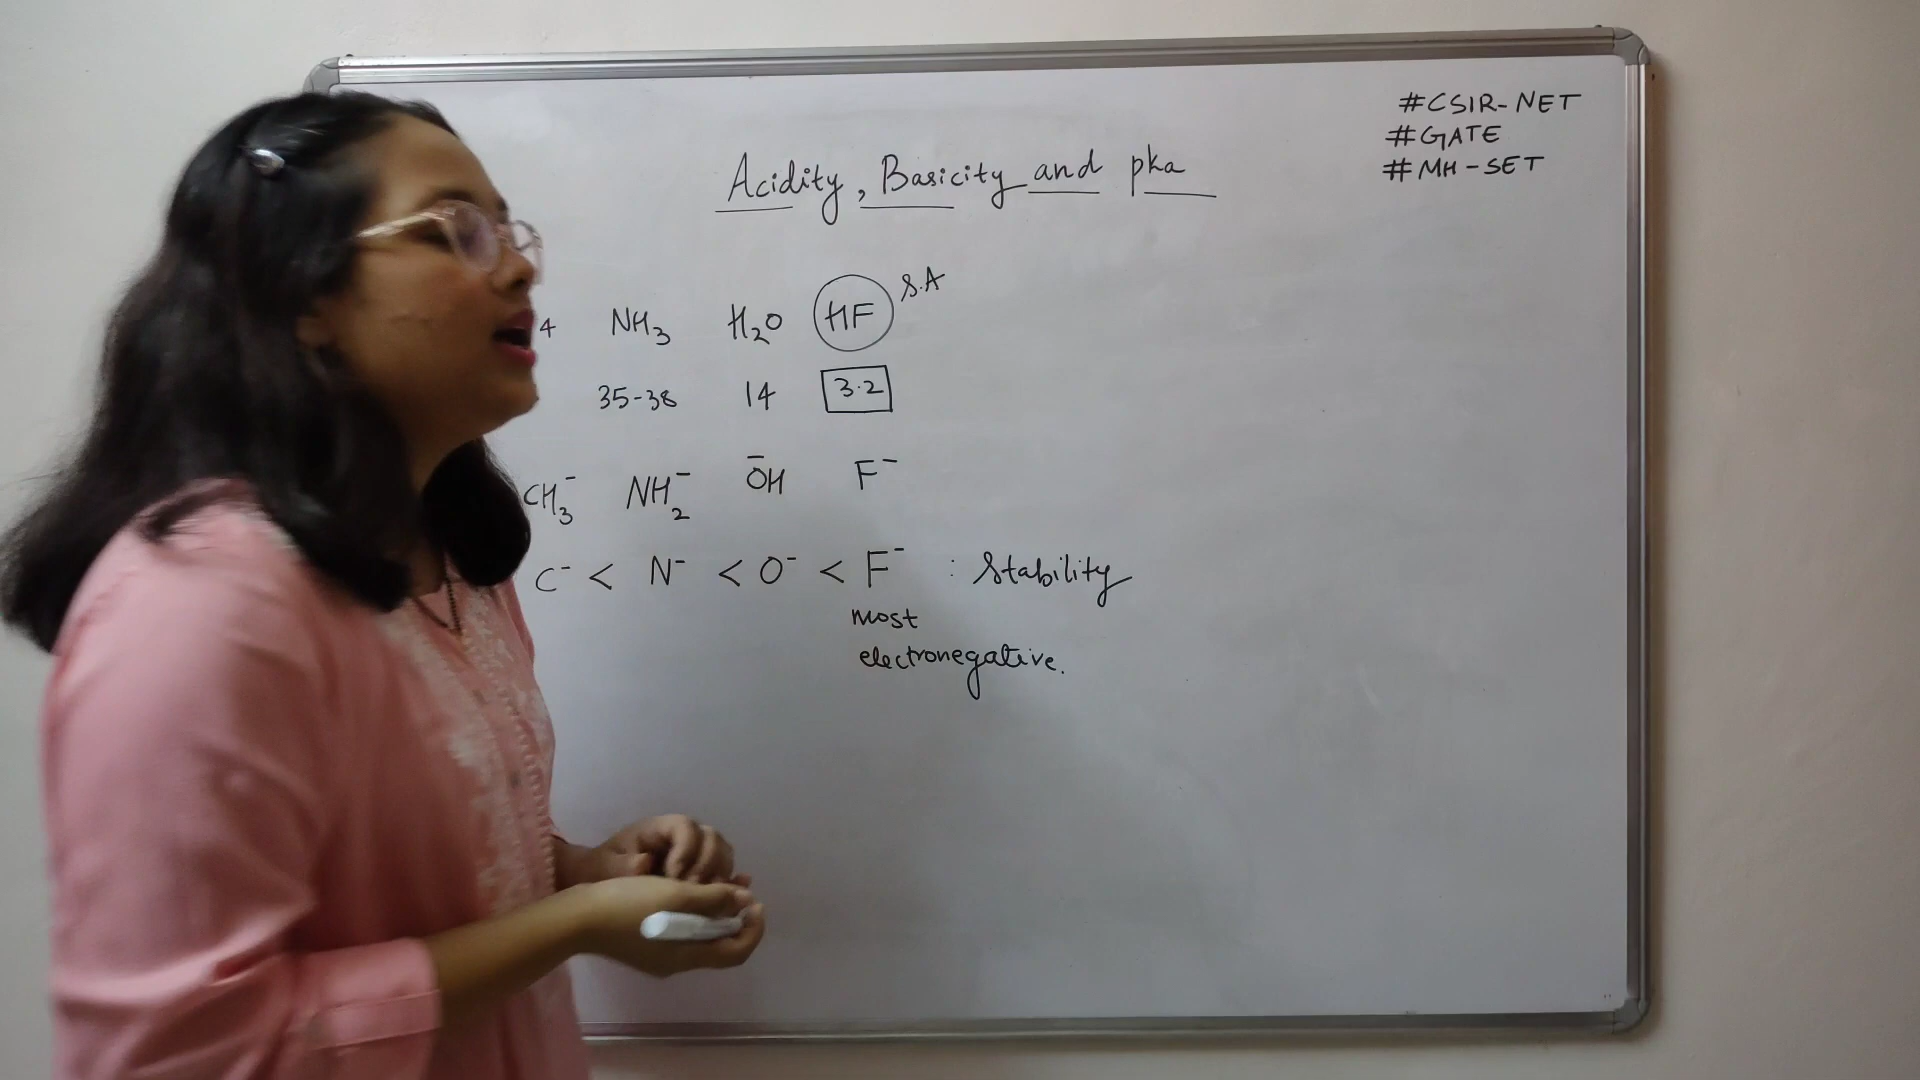 #CSIR-NET
#GATE
#MH-SET
Acidity, Basicity and pka
4 NH3 H2O HF S.A
35-38 14 3.2
CH3⁻ NH2⁻ ⁻OH F⁻
C⁻ < N⁻ < O⁻ < F⁻ : Stability
most
electronegative.